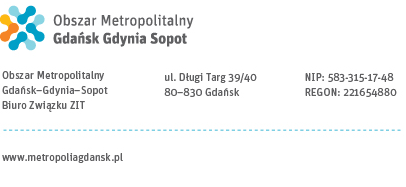 Obszar Metropolitalny
Gdańsk Gdynia Sopot
Obszar Metropolitalny
Gdańsk–Gdynia–Sopot
Biuro Związku ZIT
ul. Długi Targ 39/40
80–830 Gdańsk
NIP: 583-315-17-48
REGON: 221654880
www.metropoliagdansk.pl